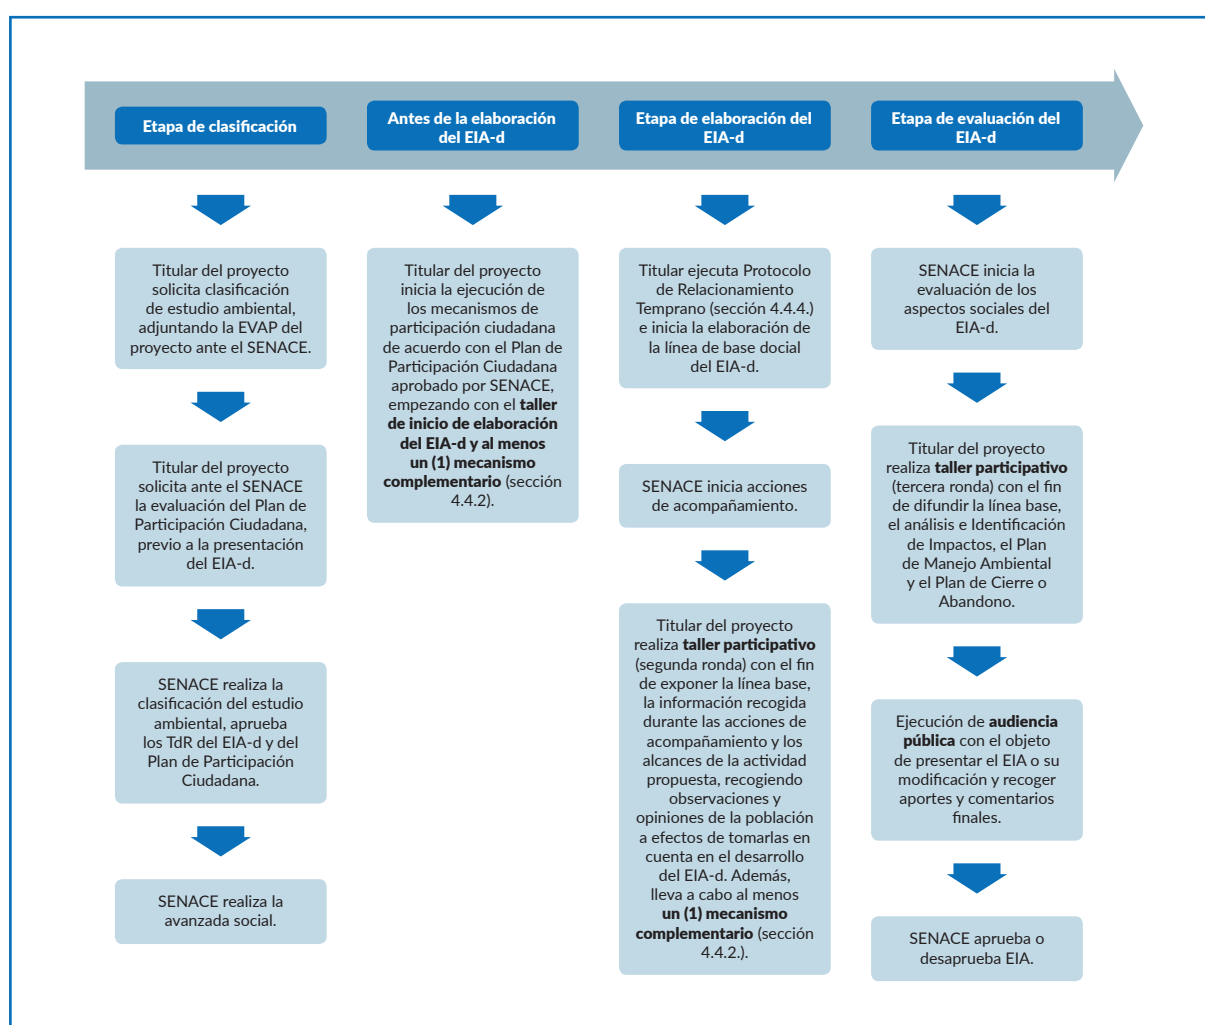 Etapa de clasificación
Titular del proyecto
solicita clasificación
de estudio ambiental,
adjuntando la EVAP del
proyecto ante el SENACE.
Titular del proyecto
solicita ante el SENACE
la evaluación del Plan de
Participación Ciudadana,
previo a la presentación
del EIA-d.
SENACE realiza la
clasificación del estudio
ambiental, aprueba
los TdR del EIA-d y del
Plan de Participación
Ciudadana.
SENACE realiza la
avanzada social.
Antes de la elaboración
del EIA-d
Titular del proyecto
inicia la ejecución de
los mecanismos de
participación ciudadana
de acuerdo con el Plan de
Participación Ciudadana
aprobado por SENACE,
empezando con el taller
de inicio de elaboración
del EIA-d y al menos
un (1) mecanismo
complementario (sección
4.4.2).
Etapa de elaboración del
EIA-d
Titular ejecuta Protocolo
de Relacionamiento
Temprano (sección 4.4.4.)
e inicia la elaboración de
la línea de base docial
del EIA-d.
SENACE inicia acciones
de acompañamiento.
Titular del proyecto
realiza taller participativo
(segunda ronda) con el fin
de exponer la línea base,
la información recogida
durante las acciones de
acompañamiento y los
alcances de la actividad
propuesta, recogiendo
observaciones y
opiniones de la población
a efectos de tomarlas en
cuenta en el desarrollo
del EIA-d. Además,
lleva a cabo al menos
un (1) mecanismo
complementario (sección
4.4.2.).
Etapa de evaluación del
EIA-d
SENACE inicia la
evaluación de los
aspectos sociales del
EIA-d.
Titular del proyecto
realiza taller participativo
(tercera ronda) con el fin
de difundir la línea base,
el análisis e Identificación
de Impactos, el Plan
de Manejo Ambiental
y el Plan de Cierre o
Abandono.
Ejecución de audiencia
pública con el objeto
de presentar el EIA o su
modificación y recoger
aportes y comentarios
finales.
SENACE aprueba o
desaprueba EIA.